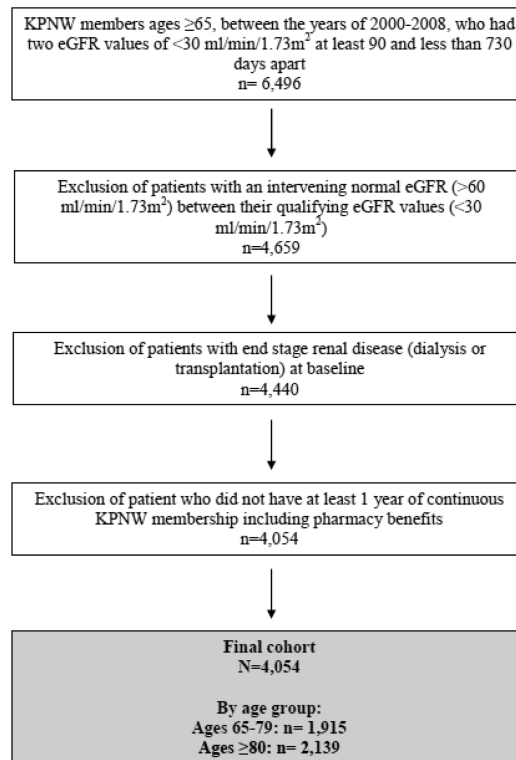 KPNW members ages ≥65, between the years of 2000-2008, who had
two eGFR values of <30 ml/min/1.73m² at least 90 and less than 730
days apart
n= 6,496
Exclusion of patients with an intervening normal eGFR (>60
ml/min/1.73m²) between their qualifying eGFR values (<30
ml/min/1.73m²)
n=4,659
Exclusion of patients with end stage renal disease (dialysis or
transplantation) at baseline
n=4,440
Exclusion of patient who did not have at least 1 year of continuous
KPNW membership including pharmacy benefits
n=4,054
Final cohort
N=4,054
By age group:
Ages 65-79: n= 1,915
Ages ≥80: n= 2,139